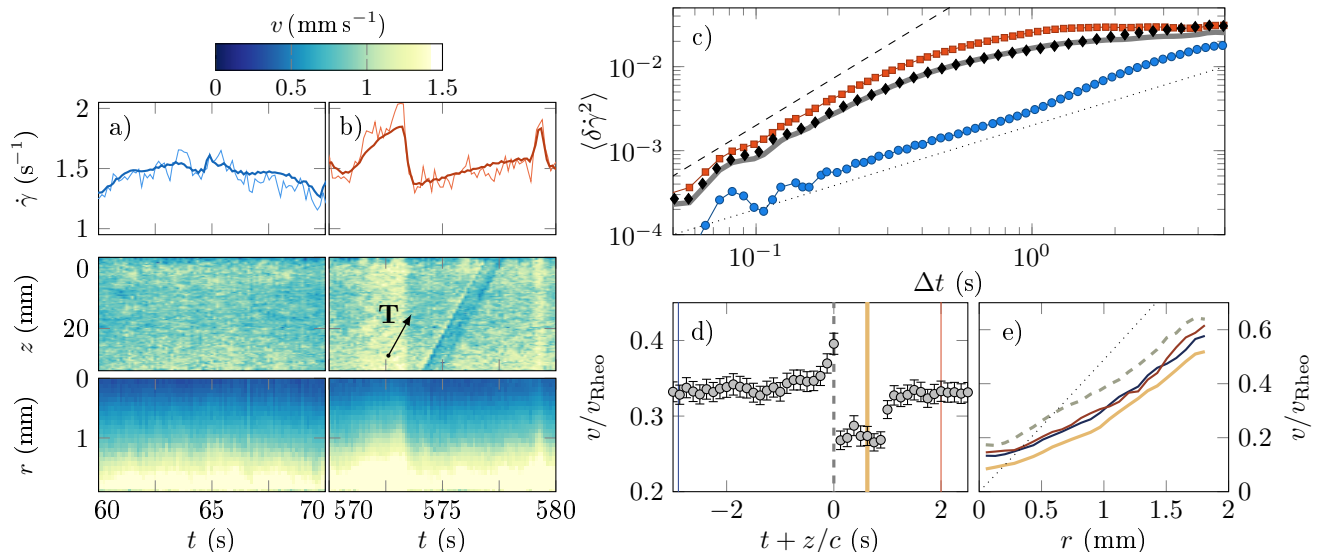 v (mm s⁻¹)
0 0.5 1 1.5
a)
b)
γ̇ (s⁻¹)
2
1.5
1
z (mm)
0
20
T
r (mm)
0
1
60 65 70
570 575 580
t (s)
t (s)
c)
⟨δγ̇²⟩
10⁻²
10⁻³
10⁻⁴
10⁻¹ 10⁰
Δt (s)
d)
v/v_Rheo
0.4
0.3
0.2
−2 0 2
t + z/c (s)
e)
0.6
0.4
0.2
0
v/v_Rheo
0 0.5 1 1.5 2
r (mm)